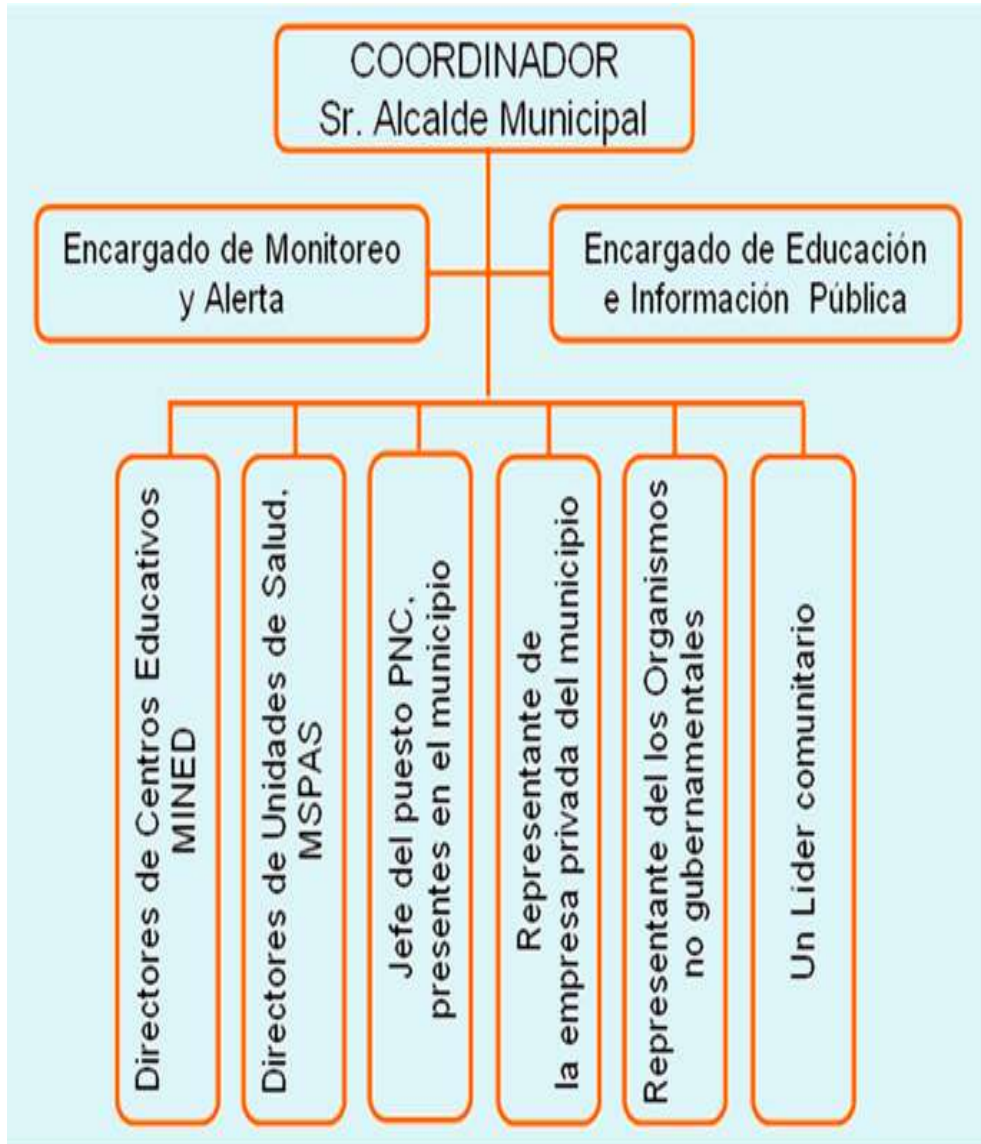 COORDINADOR
Sr. Alcalde Municipal
Encargado de Monitoreo
y Alerta
Encargado de Educación
e Información Pública
Directores de Centros Educativos
MINED
Directores de Unidades de Salud.
MSPAS
Jefe del puesto PNC.
presentes en el municipio
Representante de
la empresa privada del municipio
Representante del los Organismos
no gubernamentales
Un Líder comunitario